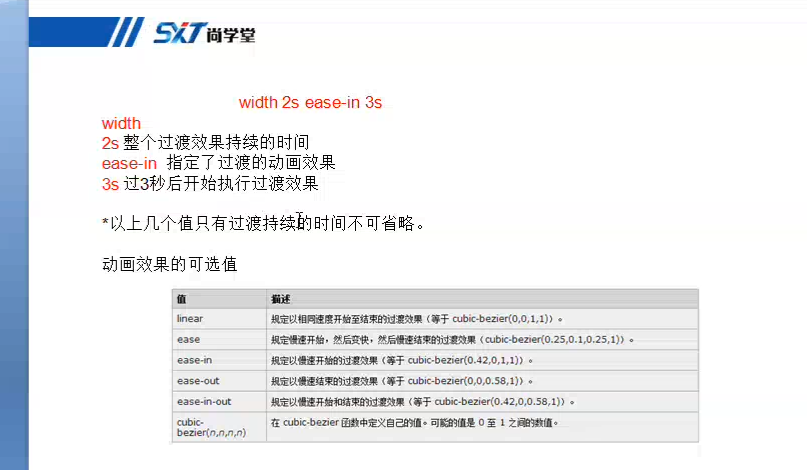 SXT 尚学堂
width 2s ease-in 3s
width
2s 整个过渡效果持续的时间
ease-in 指定了过渡的动画效果
3s 过3秒后开始执行过渡效果
*以上几个值只有过渡持续的时间不可省略。
动画效果的可选值
值 描述
linear 规定以相同速度开始至结束的过渡效果（等于 cubic-bezier(0,0,1,1)）。
ease 规定慢速开始，然后变快，然后慢速结束的过渡效果（cubic-bezier(0.25,0.1,0.25,1)）。
ease-in 规定以慢速开始的过渡效果（等于 cubic-bezier(0.42,0,1,1)）。
ease-out 规定以慢速结束的过渡效果（等于 cubic-bezier(0,0,0.58,1)）。
ease-in-out 规定以慢速开始和结束的过渡效果（等于 cubic-bezier(0.42,0,0.58,1)）。
cubic-
bezier(n,n,n,n) 在 cubic-bezier 函数中定义自己的值。可能的值是 0 至 1 之间的数值。